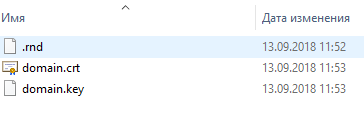 Имя Дата изменения
.rnd 13.09.2018 11:52
domain.crt 13.09.2018 11:53
domain.key 13.09.2018 11:53